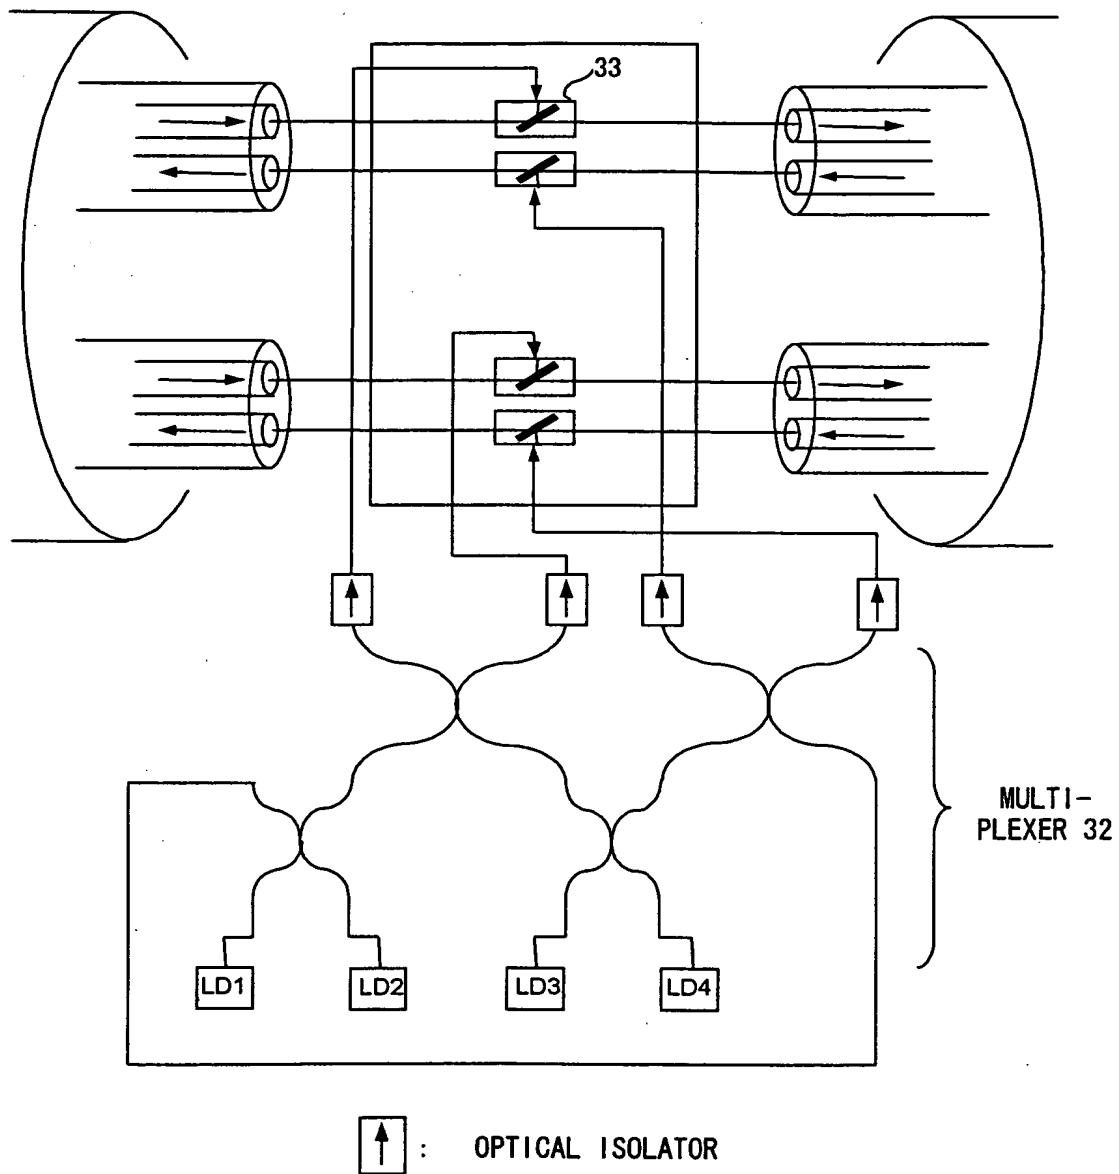 33
MULTI-
PLEXER 32
LD1
LD2
LD3
LD4
: OPTICAL ISOLATOR